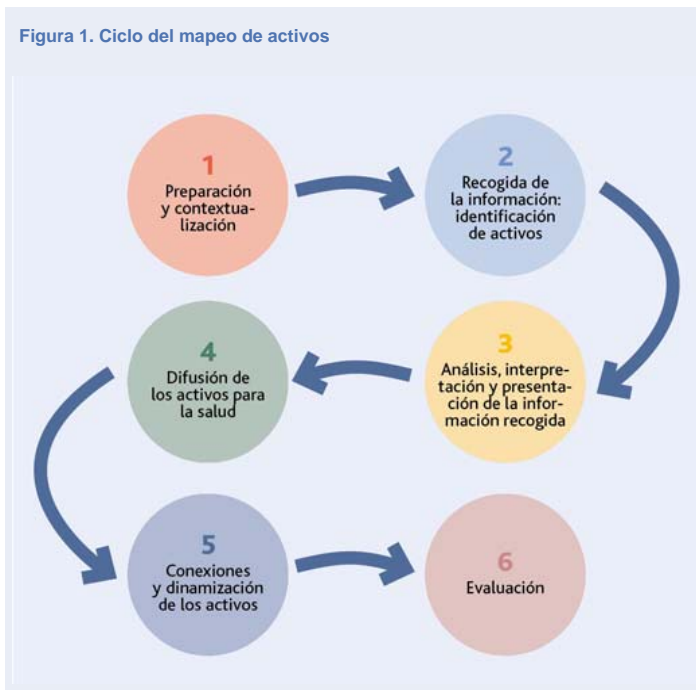 Figura 1. Ciclo del mapeo de activos
1
Preparación
y contextua-
lización
2
Recogida de
la información:
identificación
de activos
3
Análisis, interpre-
tación y presenta-
ción de la infor-
mación recogida
4
Difusión de
los activos para
la salud
5
Conexiones
y dinamización
de los activos
6
Evaluación